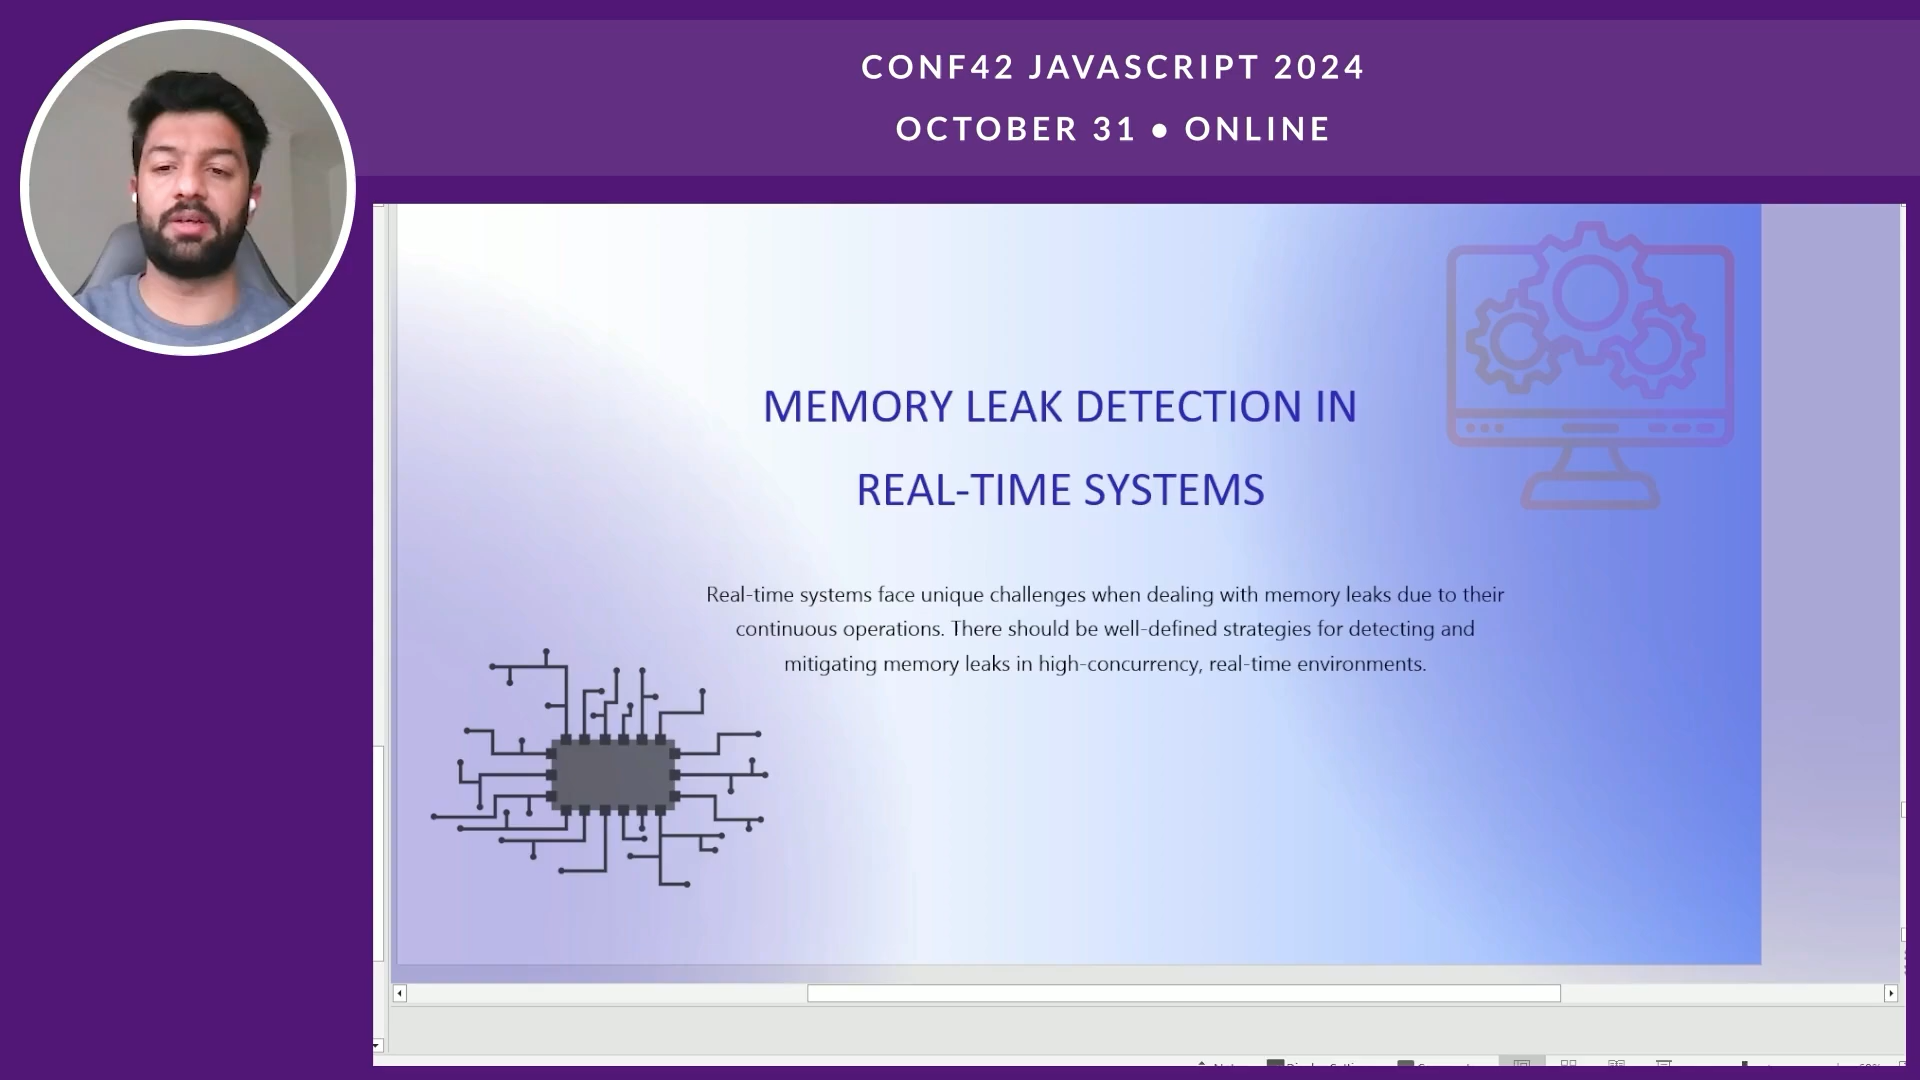 CONF42 JAVASCRIPT 2024
OCTOBER 31 • ONLINE
MEMORY LEAK DETECTION IN
REAL-TIME SYSTEMS
Real-time systems face unique challenges when dealing with memory leaks due to their
continuous operations. There should be well-defined strategies for detecting and
mitigating memory leaks in high-concurrency, real-time environments.